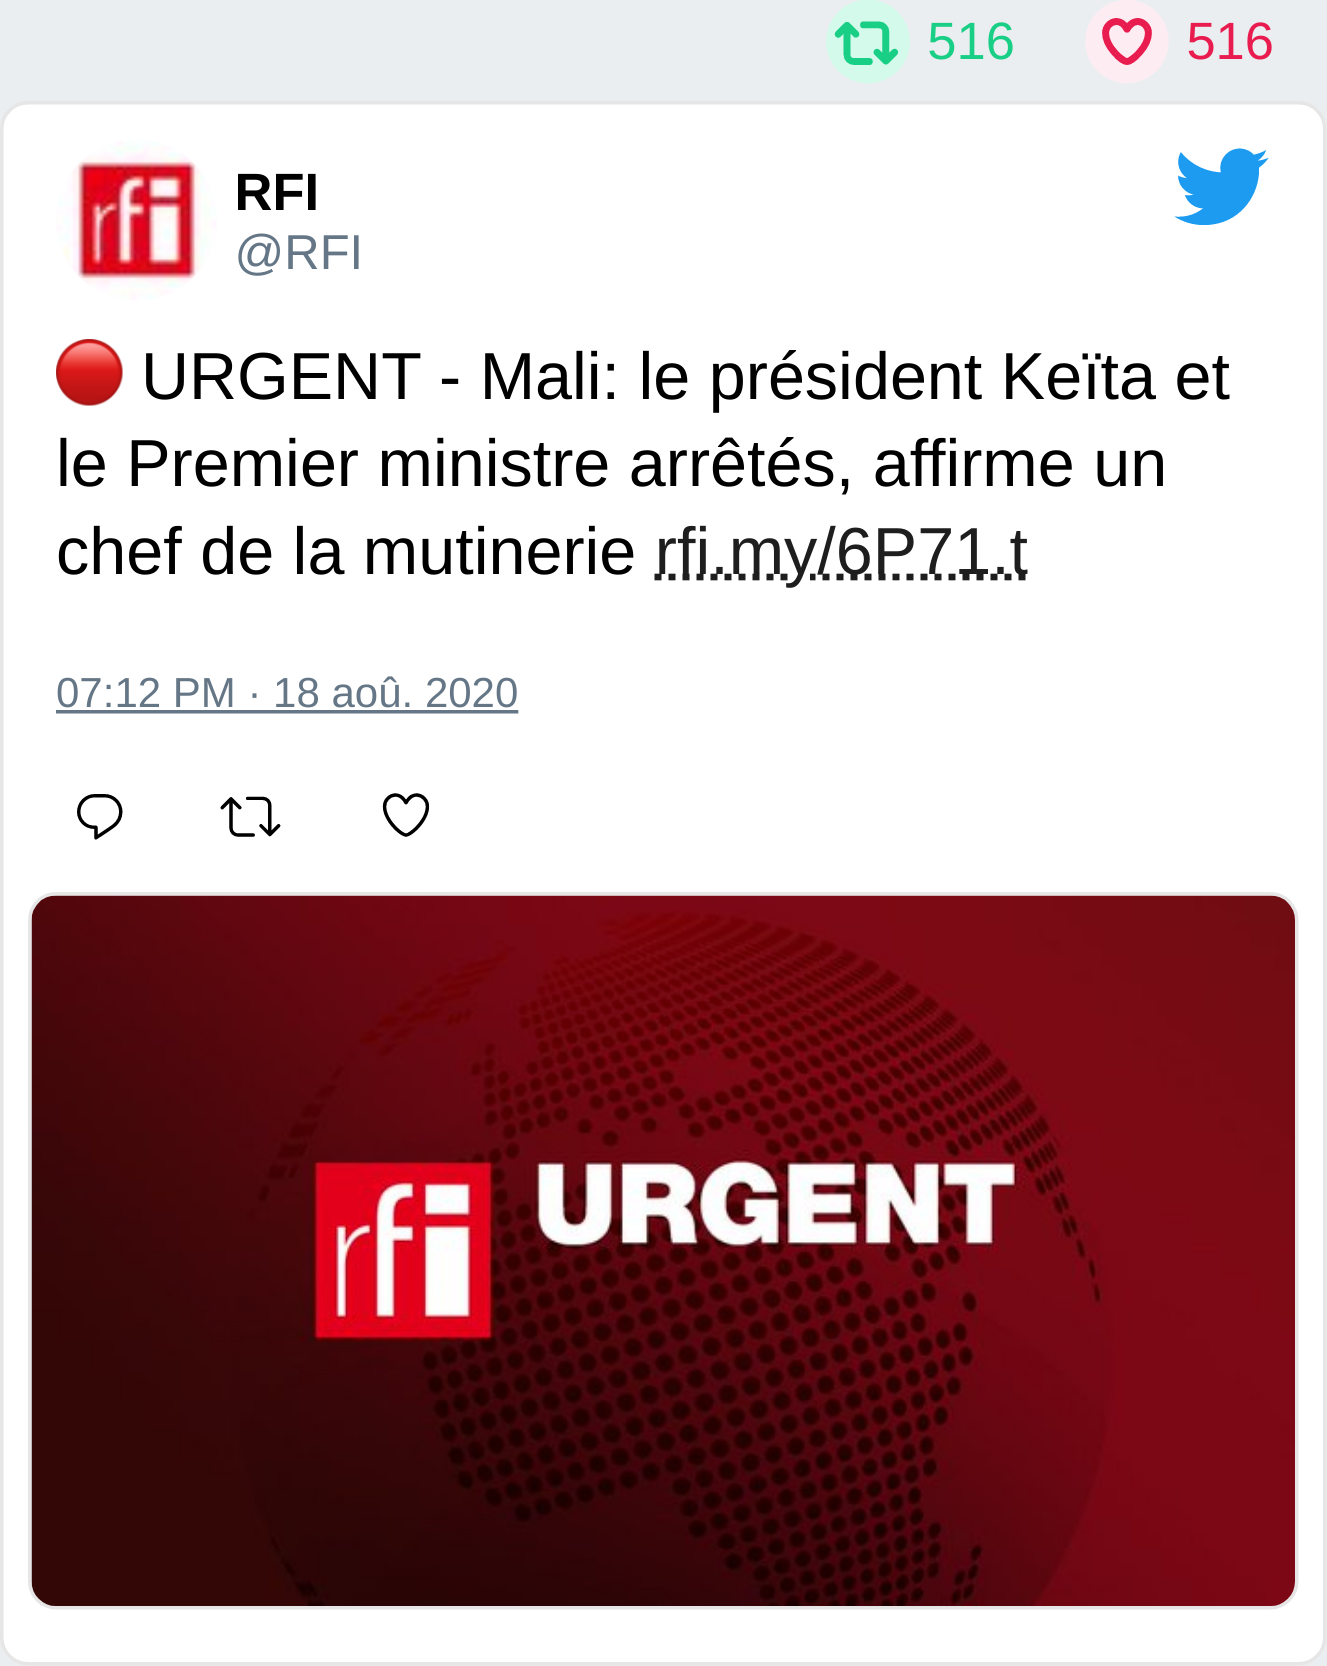 516 516
rfi
RFI
@RFI
🔴 URGENT - Mali: le président Keïta et
le Premier ministre arrêtés, affirme un
chef de la mutinerie rfi.my/6P71.t
07:12 PM · 18 aoû. 2020
rfi URGENT